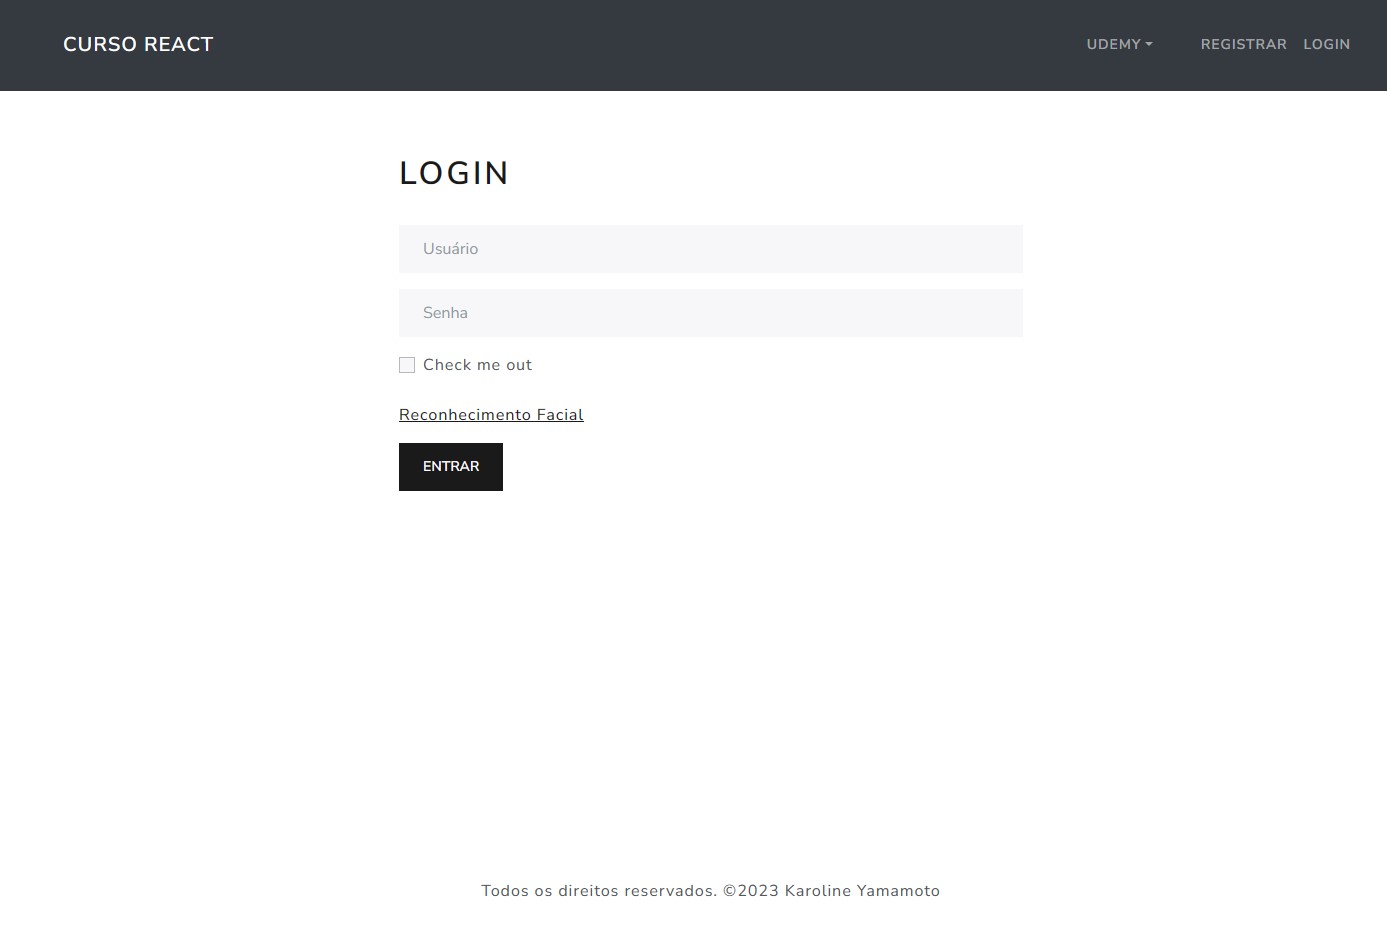 CURSO REACT
UDEMY REGISTRAR LOGIN
LOGIN
Usuário
Senha
Check me out
Reconhecimento Facial
ENTRAR
Todos os direitos reservados. ©2023 Karoline Yamamoto